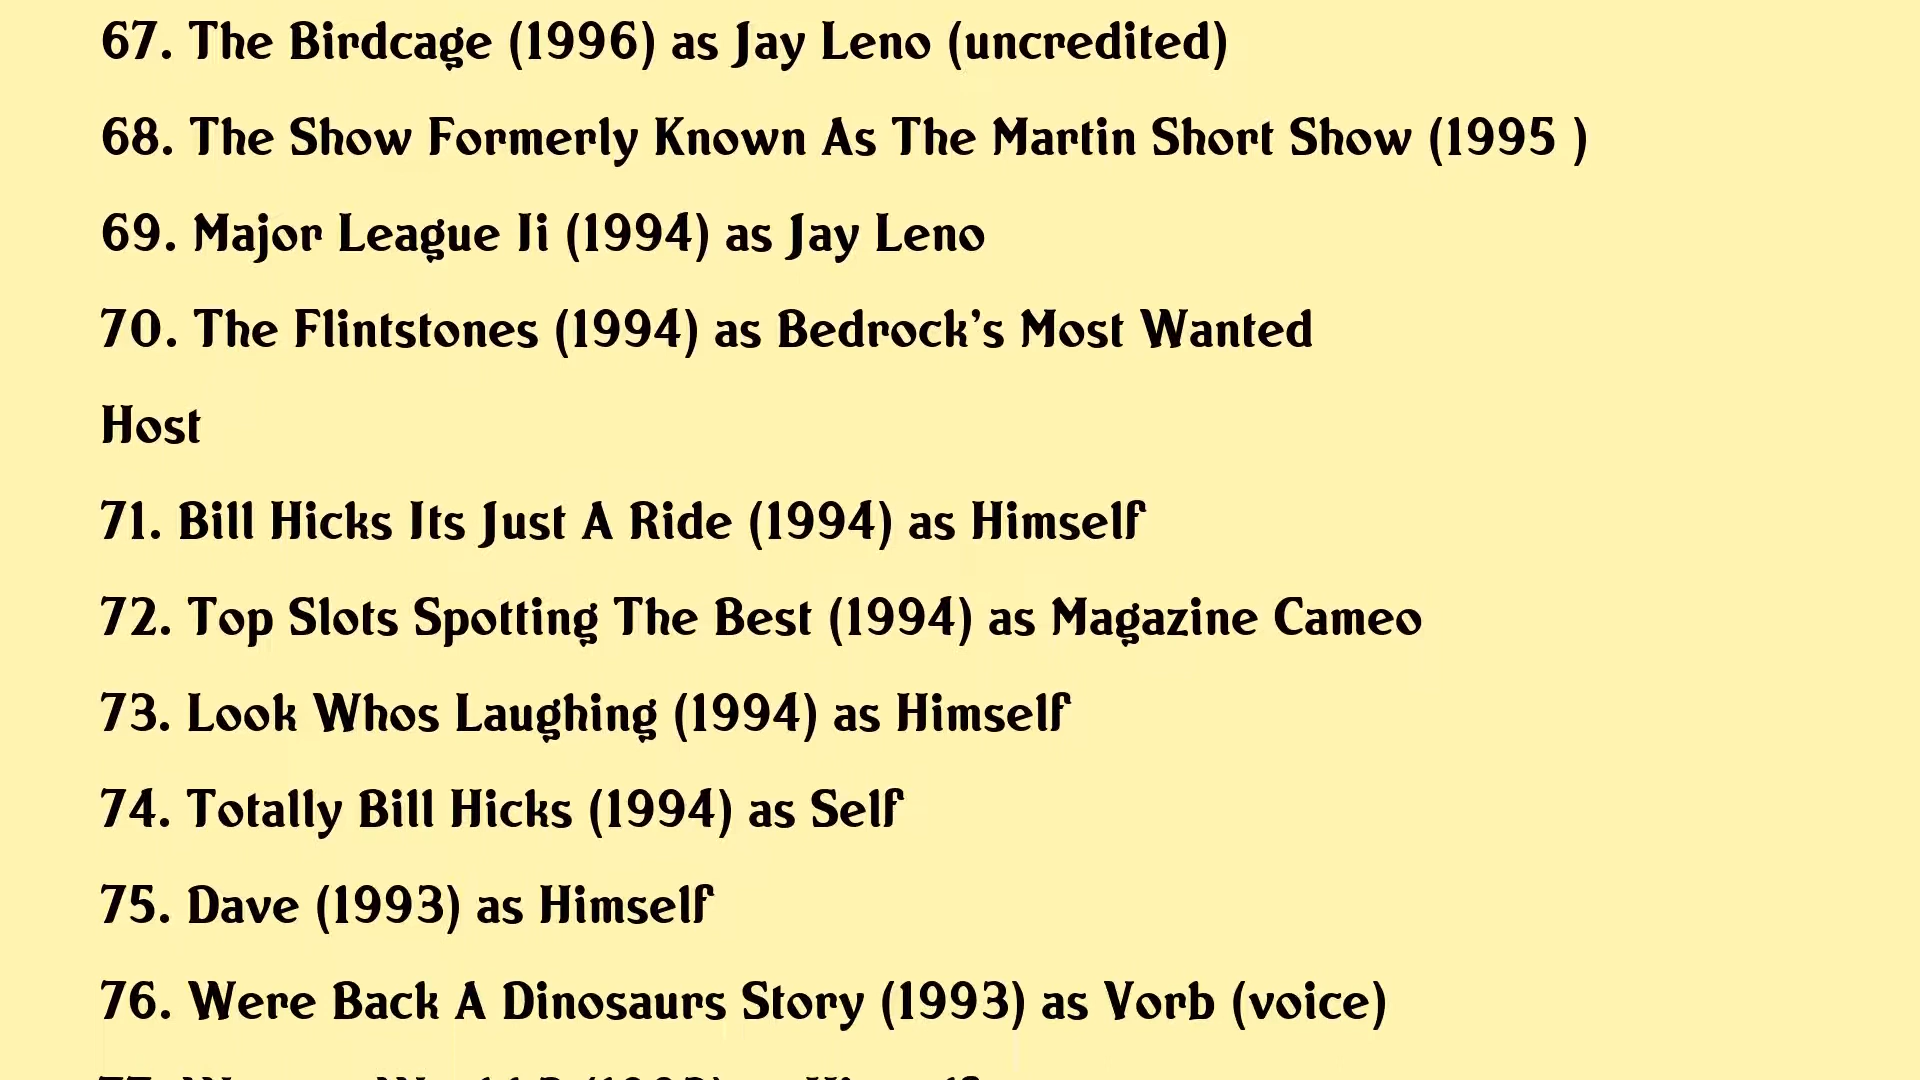 67. The Birdcage (1996) as Jay Leno (uncredited)
68. The Show Formerly Known As The Martin Short Show (1995 )
69. Major League Ii (1994) as Jay Leno
70. The Flintstones (1994) as Bedrock's Most Wanted
Host
71. Bill Hicks Its Just A Ride (1994) as Himself
72. Top Slots Spotting The Best (1994) as Magazine Cameo
73. Look Whos Laughing (1994) as Himself
74. Totally Bill Hicks (1994) as Self
75. Dave (1993) as Himself
76. Were Back A Dinosaurs Story (1993) as Vorb (voice)